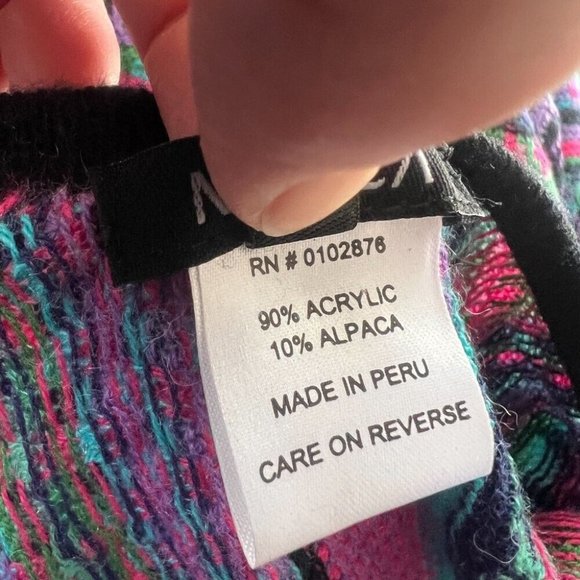 RN # 0102876
90% ACRYLIC
10% ALPACA
MADE IN PERU
CARE ON REVERSE